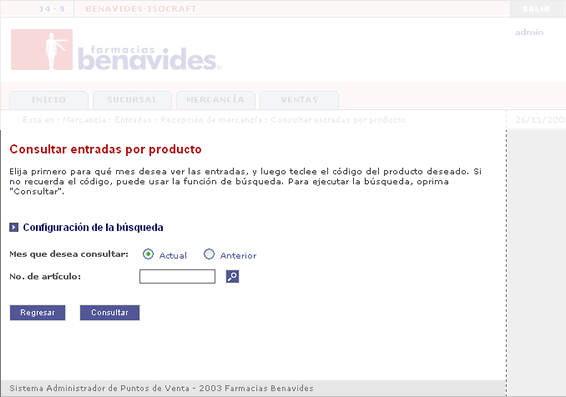 14 - 9 BENAVIDES-ISOCRAFT SALIR
admin
farmacias
benavides
INICIO SUCURSAL MERCANCÍA VENTAS
Esta en : Mercancía : Entradas : Recepción de mercancía : Consultar entradas por producto 26/11/200
Consultar entradas por producto
Elija primero para qué mes desea ver las entradas, y luego teclee el código del producto deseado. Si
no recuerda el código, puede usar la función de búsqueda. Para ejecutar la búsqueda, oprima
"Consultar".
Configuración de la búsqueda
Mes que desea consultar: Actual Anterior
No. de artículo:
Regresar Consultar
Sistema Administrador de Puntos de Venta - 2003 Farmacias Benavides